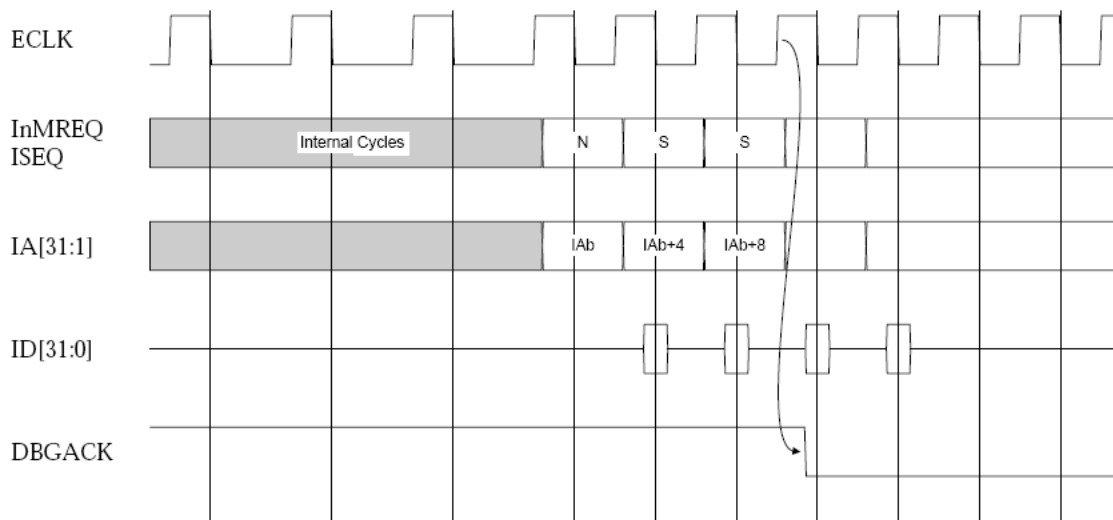 ECLK
InMREQ
ISEQ
Internal Cycles
N
S
S
IA[31:1]
IAb
IAb+4
IAb+8
ID[31:0]
DBGACK